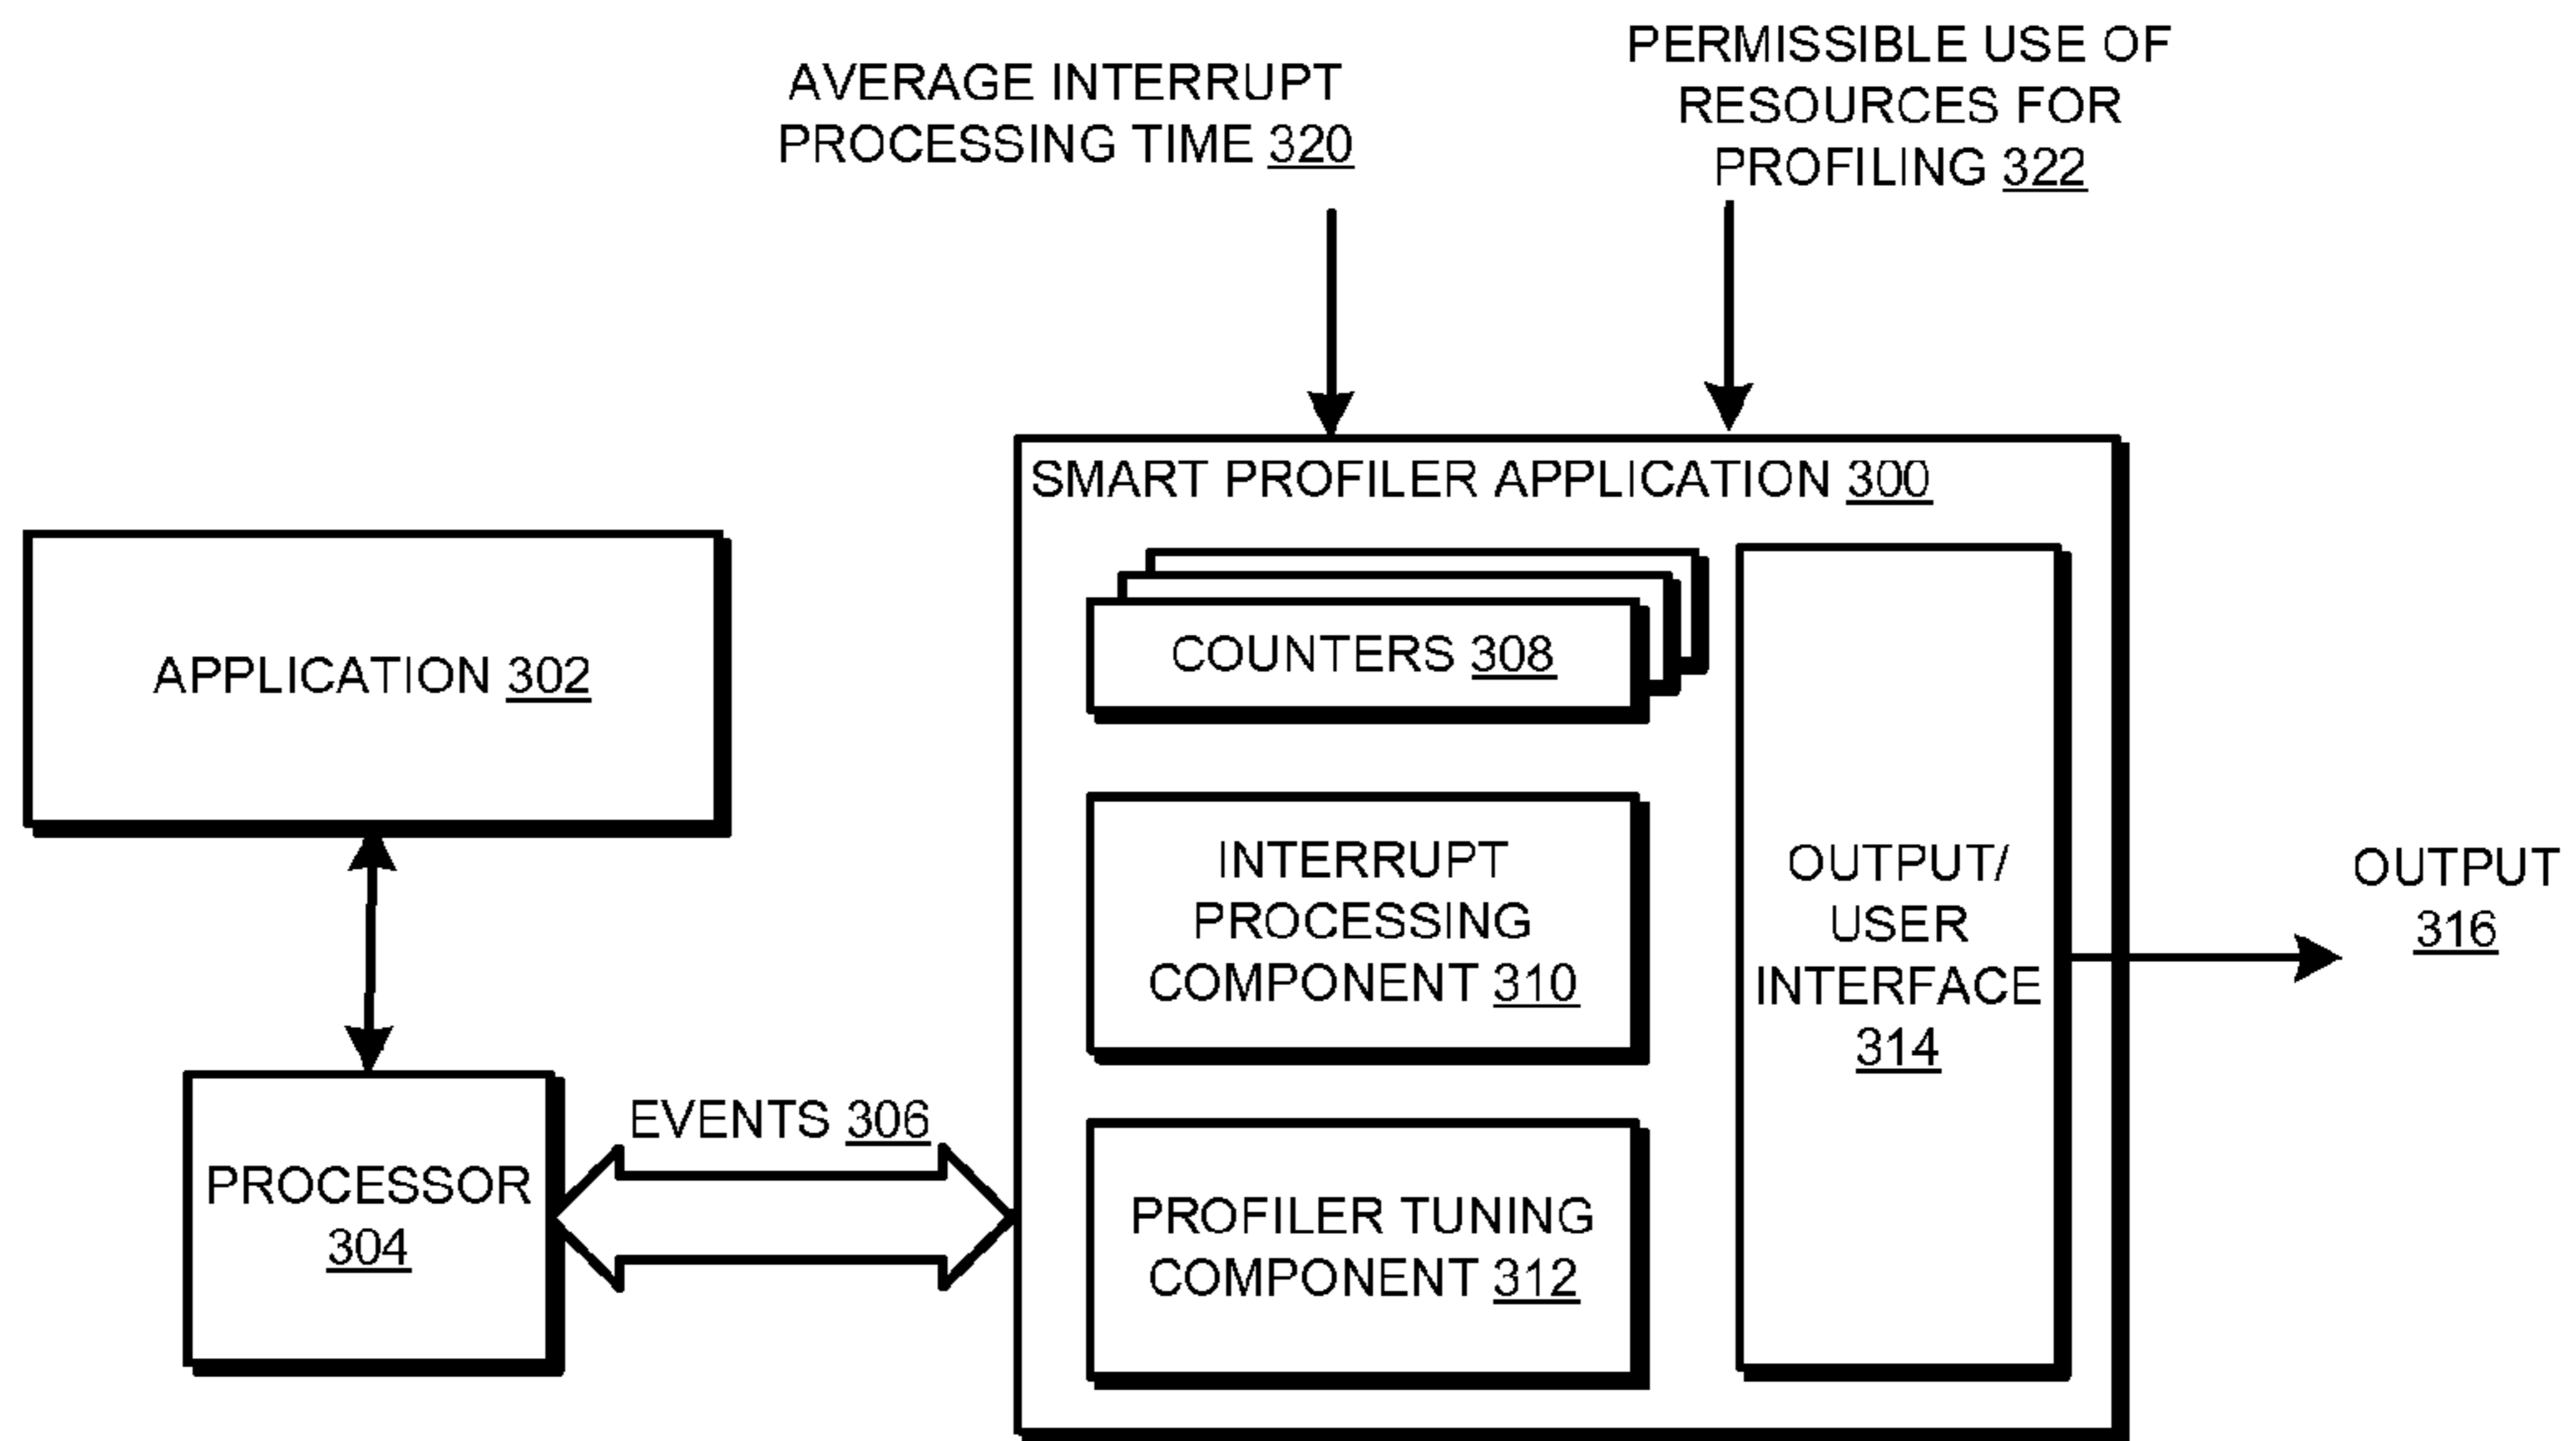 AVERAGE INTERRUPT
PROCESSING TIME 320
PERMISSIBLE USE OF
RESOURCES FOR
PROFILING 322
SMART PROFILER APPLICATION 300
APPLICATION 302
COUNTERS 308
INTERRUPT
PROCESSING
COMPONENT 310
OUTPUT/
USER
INTERFACE
314
OUTPUT
316
EVENTS 306
PROCESSOR
304
PROFILER TUNING
COMPONENT 312